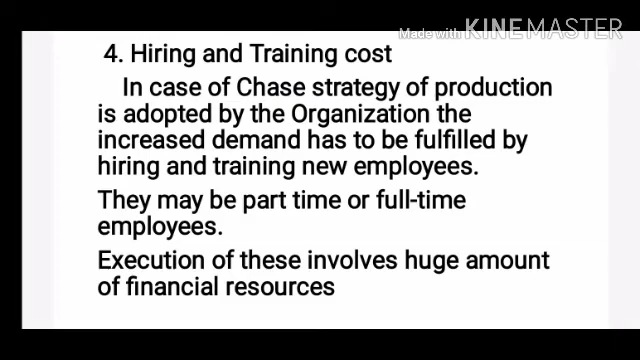 Made with KINEMASTER
4. Hiring and Training cost
In case of Chase strategy of production
is adopted by the Organization the
increased demand has to be fulfilled by
hiring and training new employees.
They may be part time or full-time
employees.
Execution of these involves huge amount
of financial resources